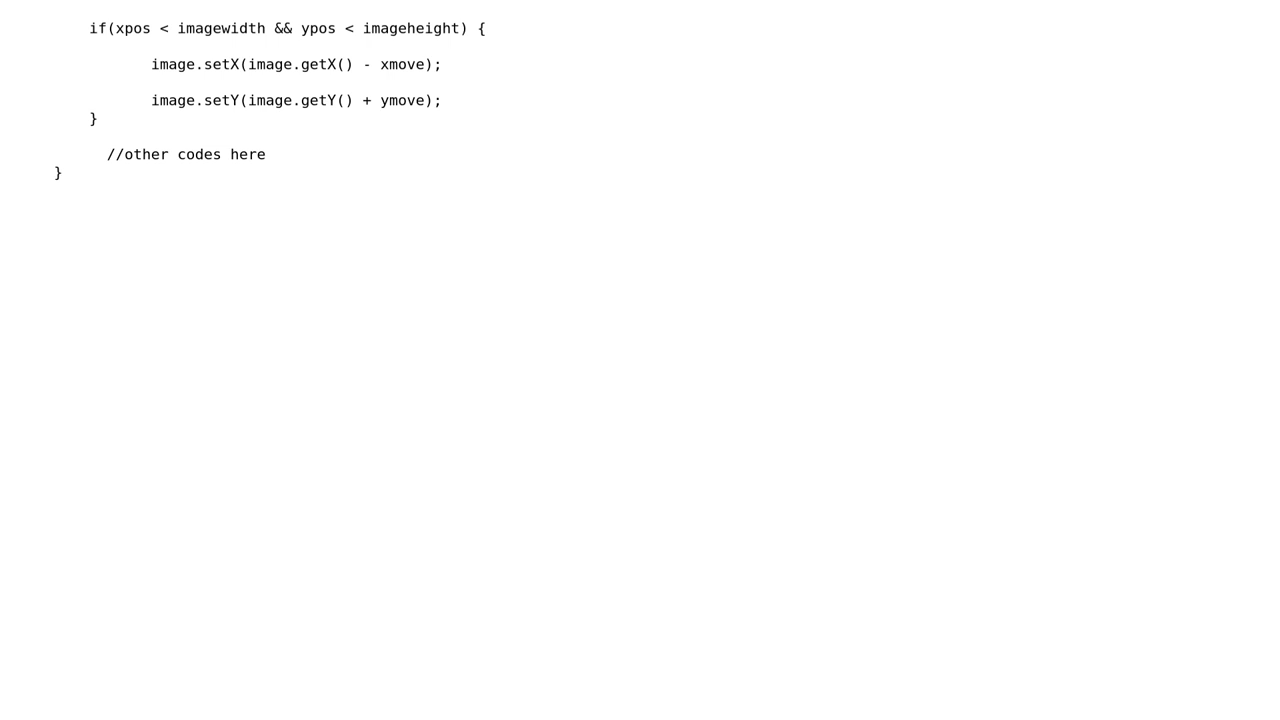 if(xpos < imagewidth && ypos < imageheight) {
image.setX(image.getX() - xmove);
image.setY(image.getY() + ymove);
}
//other codes here
}